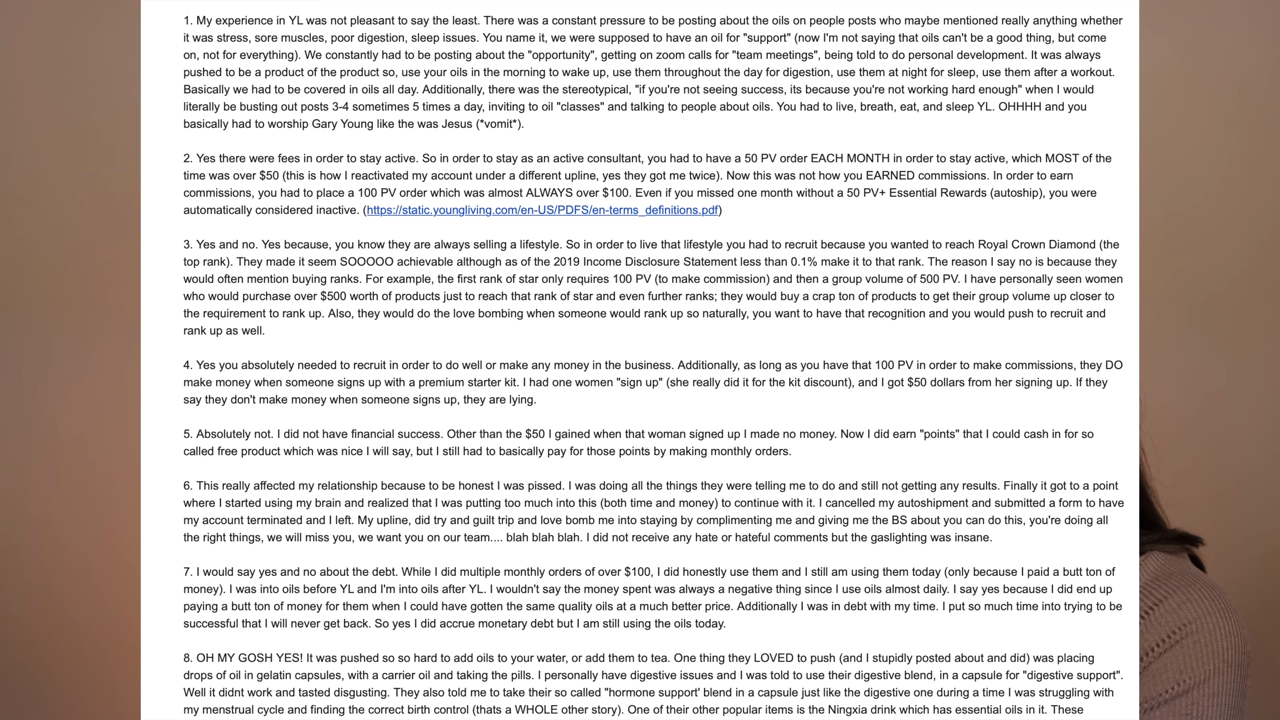 1. My experience in YL was not pleasant to say the least. There was a constant pressure to be posting about the oils on people posts who maybe mentioned really anything whether
it was stress, sore muscles, poor digestion, sleep issues. You name it, we were supposed to have an oil for "support" (now I'm not saying that oils can't be a good thing, but come
on, not for everything). We constantly had to be posting about the "opportunity", getting on zoom calls for "team meetings", being told to do personal development. It was always
pushed to be a product of the product so, use your oils in the morning to wake up, use them throughout the day for digestion, use them at night for sleep, use them after a workout.
Basically we had to be covered in oils all day. Additionally, there was the stereotypical, "if you're not seeing success, its because you're not working hard enough" when I would
literally be busting out posts 3-4 sometimes 5 times a day, inviting to oil "classes" and talking to people about oils. You had to live, breath, eat, and sleep YL. OHHHH and you
basically had to worship Gary Young like the was Jesus (*vomit*).
2. Yes there were fees in order to stay active. So in order to stay as an active consultant, you had to have a 50 PV order EACH MONTH in order to stay active, which MOST of the
time was over $50 (this is how I reactivated my account under a different upline, yes they got me twice). Now this was not how you EARNED commissions. In order to earn
commissions, you had to place a 100 PV order which was almost ALWAYS over $100. Even if you missed one month without a 50 PV+ Essential Rewards (autoship), you were
automatically considered inactive. (https://static.youngliving.com/en-US/PDFS/en-terms_definitions.pdf)
3. Yes and no. Yes because, you know they are always selling a lifestyle. So in order to live that lifestyle you had to recruit because you wanted to reach Royal Crown Diamond (the
top rank). They made it seem SOOOOO achievable although as of the 2019 Income Disclosure Statement less than 0.1% make it to that rank. The reason I say no is because they
would often mention buying ranks. For example, the first rank of star only requires 100 PV (to make commission) and then a group volume of 500 PV. I have personally seen women
who would purchase over $500 worth of products just to reach that rank of star and even further ranks; they would buy a crap ton of products to get their group volume up closer to
the requirement to rank up. Also, they would do the love bombing when someone would rank up so naturally, you want to have that recognition and you would push to recruit and
rank up as well.
4. Yes you absolutely needed to recruit in order to do well or make any money in the business. Additionally, as long as you have that 100 PV in order to make commissions, they DO
make money when someone signs up with a premium starter kit. I had one women "sign up" (she really did it for the kit discount), and I got $50 dollars from her signing up. If they
say they don't make money when someone signs up, they are lying.
5. Absolutely not. I did not have financial success. Other than the $50 I gained when that woman signed up I made no money. Now I did earn "points" that I could cash in for so
called free product which was nice I will say, but I still had to basically pay for those points by making monthly orders.
6. This really affected my relationship because to be honest I was pissed. I was doing all the things they were telling me to do and still not getting any results. Finally it got to a point
where I started using my brain and realized that I was putting too much into this (both time and money) to continue with it. I cancelled my autoshipment and submitted a form to have
my account terminated and I left. My upline, did try and guilt trip and love bomb me into staying by complimenting me and giving me the BS about you can do this, you're doing all
the right things, we will miss you, we want you on our team.... blah blah blah. I did not receive any hate or hateful comments but the gaslighting was insane.
7. I would say yes and no about the debt. While I did multiple monthly orders of over $100, I did honestly use them and I still am using them today (only because I paid a butt ton of
money). I was into oils before YL and I'm into oils after YL. I wouldn't say the money spent was always a negative thing since I use oils almost daily. I say yes because I did end up
paying a butt ton of money for them when I could have gotten the same quality oils at a much better price. Additionally I was in debt with my time. I put so much time into trying to be
successful that I will never get back. So yes I did accrue monetary debt but I am still using the oils today.
8. OH MY GOSH YES! It was pushed so so hard to add oils to your water, or add them to tea. One thing they LOVED to push (and I stupidly posted about and did) was placing
drops of oil in gelatin capsules, with a carrier oil and taking the pills. I personally have digestive issues and I was told to use their digestive blend, in a capsule for "digestive support".
Well it didnt work and tasted disgusting. They also told me to take their so called "hormone support' blend in a capsule just like the digestive one during a time I was struggling with
my menstrual cycle and finding the correct birth control (thats a WHOLE other story). One of their other popular items is the Ningxia drink which has essential oils in it. These